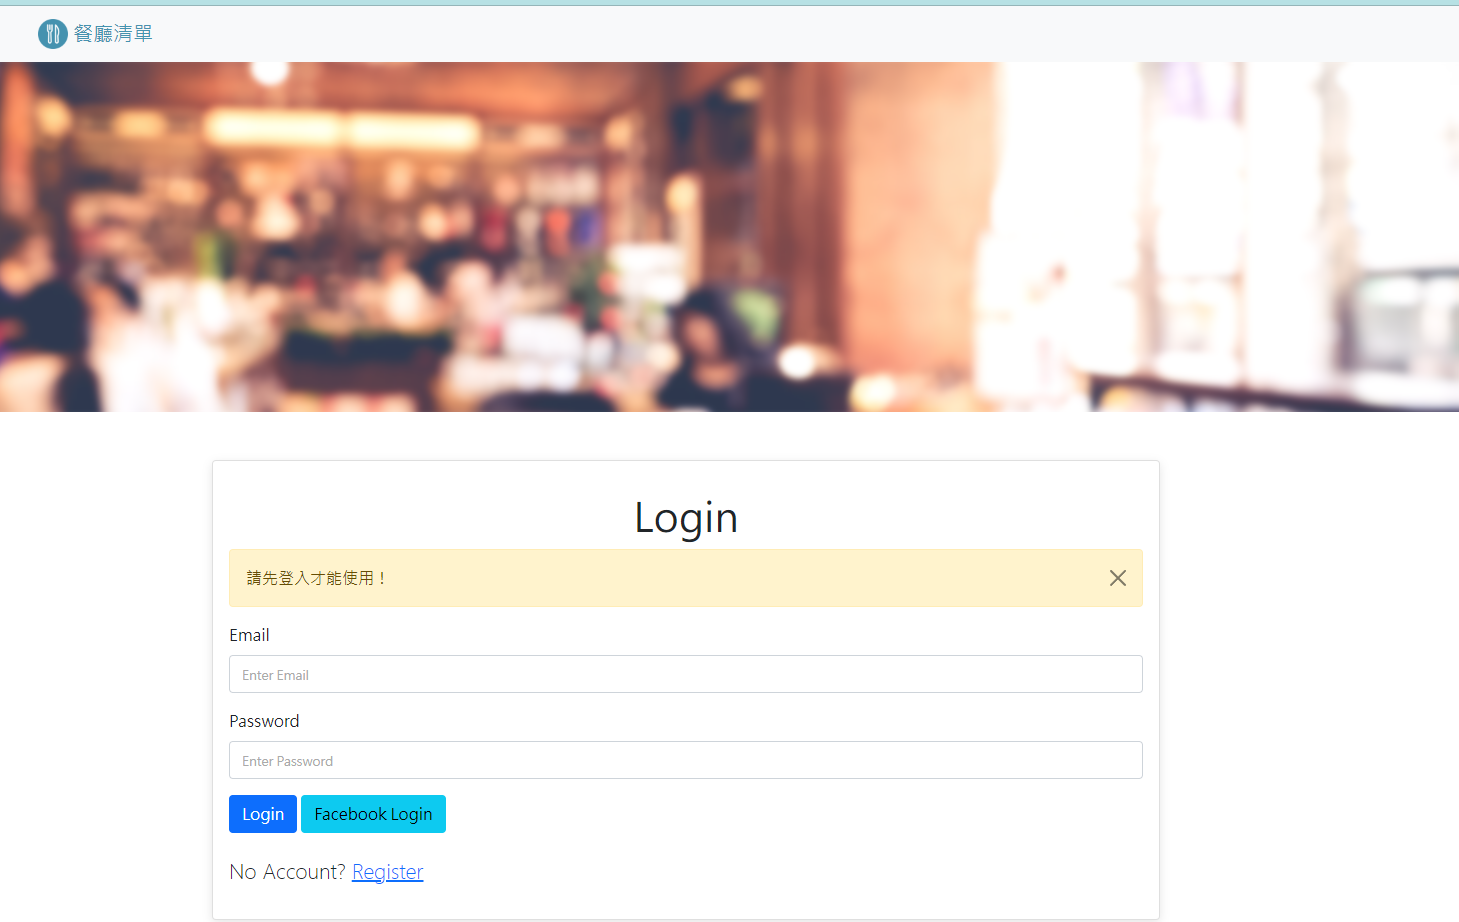 餐廳清單
Login
請先登入才能使用！
Email
Enter Email
Password
Enter Password
Login Facebook Login
No Account? Register